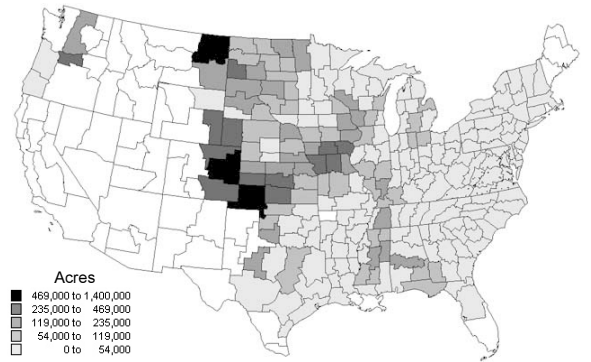 Acres
469,000 to 1,400,000
235,000 to 469,000
119,000 to 235,000
54,000 to 119,000
0 to 54,000